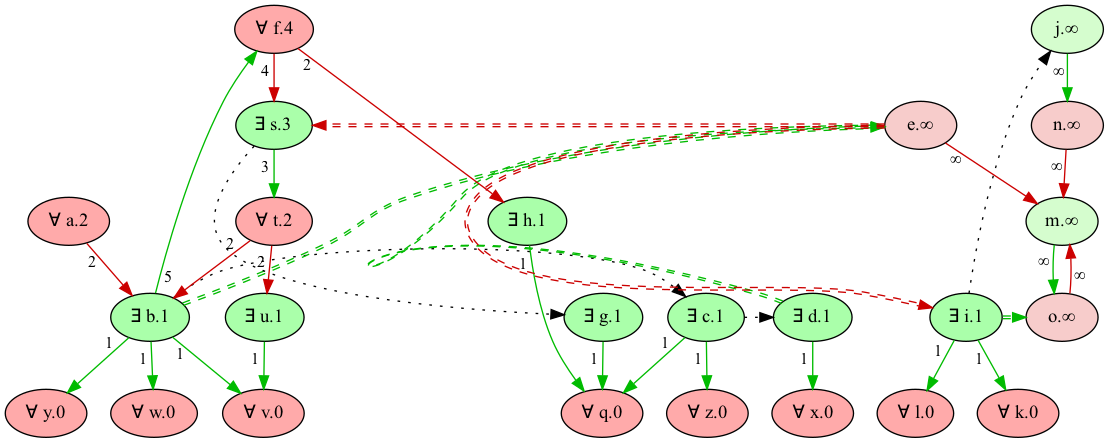 ∀ f.4
j.∞
4
2
∞
∃ s.3
e.∞
n.∞
3
∞
∞
∀ a.2
∀ t.2
∃ h.1
m.∞
2
2
2
5
1
∞
∞
∃ b.1
∃ u.1
∃ g.1
∃ c.1
∃ d.1
∃ i.1
o.∞
1
1
1
1
1
1
1
1
1
1
∀ y.0
∀ w.0
∀ v.0
∀ q.0
∀ z.0
∀ x.0
∀ l.0
∀ k.0